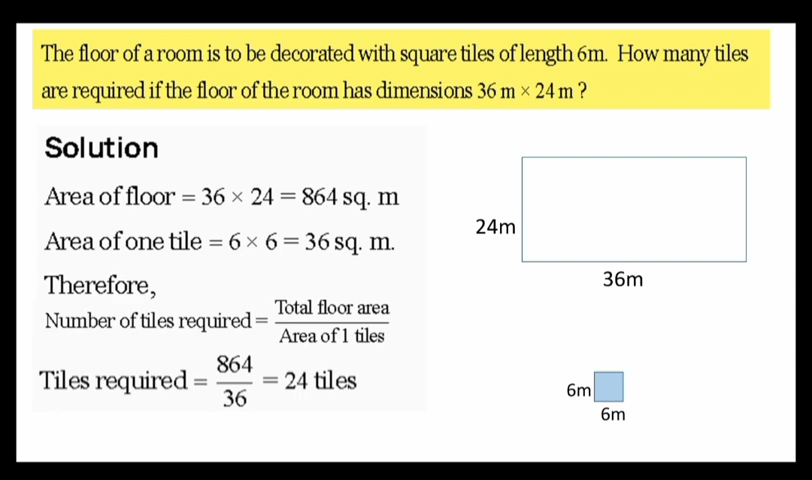 The floor of a room is to be decorated with square tiles of length 6m. How many tiles
are required if the floor of the room has dimensions 36 m × 24 m ?
Solution
Area of floor = 36 × 24 = 864 sq. m
Area of one tile = 6 × 6 = 36 sq. m.
Therefore,
Number of tiles required = Total floor area / Area of 1 tiles
Tiles required = 864 / 36 = 24 tiles
24m
36m
6m
6m